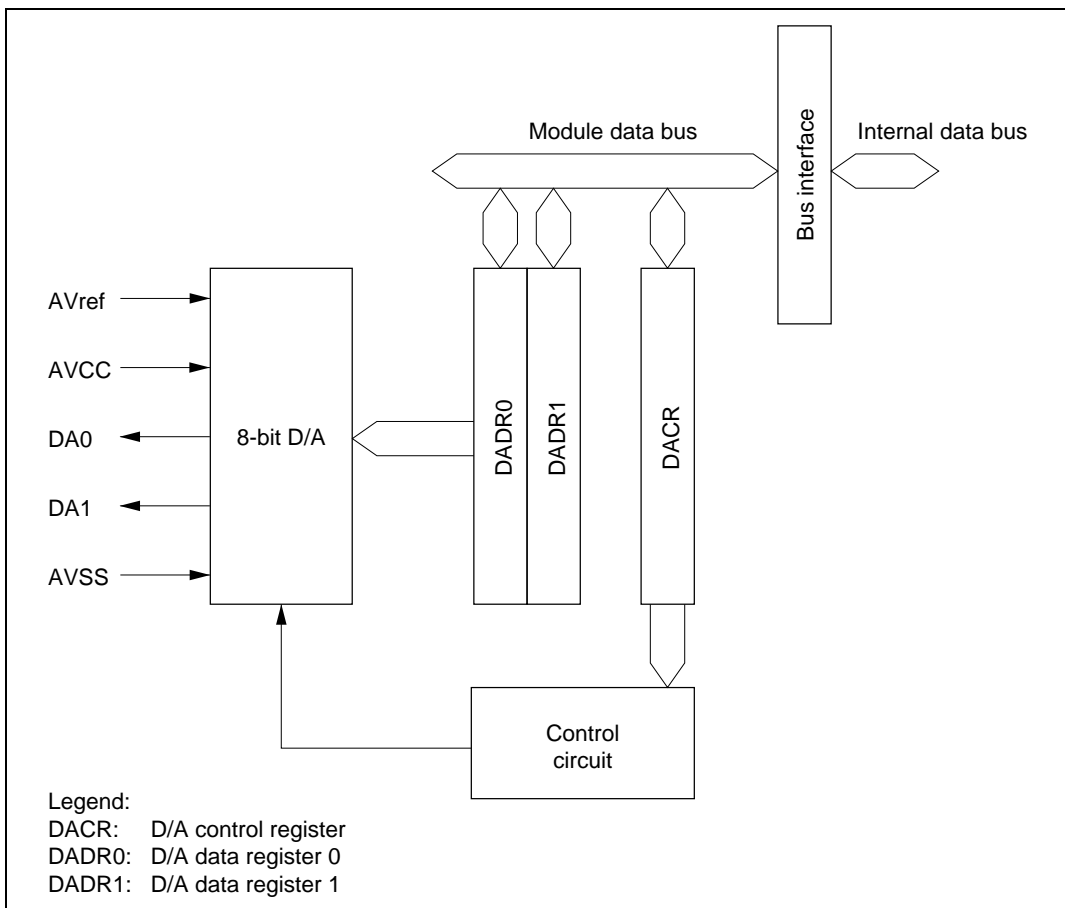 Module data bus
Internal data bus
Bus interface
AVref
AVCC
DA0
DA1
AVSS
8-bit D/A
DADR0
DADR1
DACR
Control
circuit
Legend:
DACR: D/A control register
DADR0: D/A data register 0
DADR1: D/A data register 1